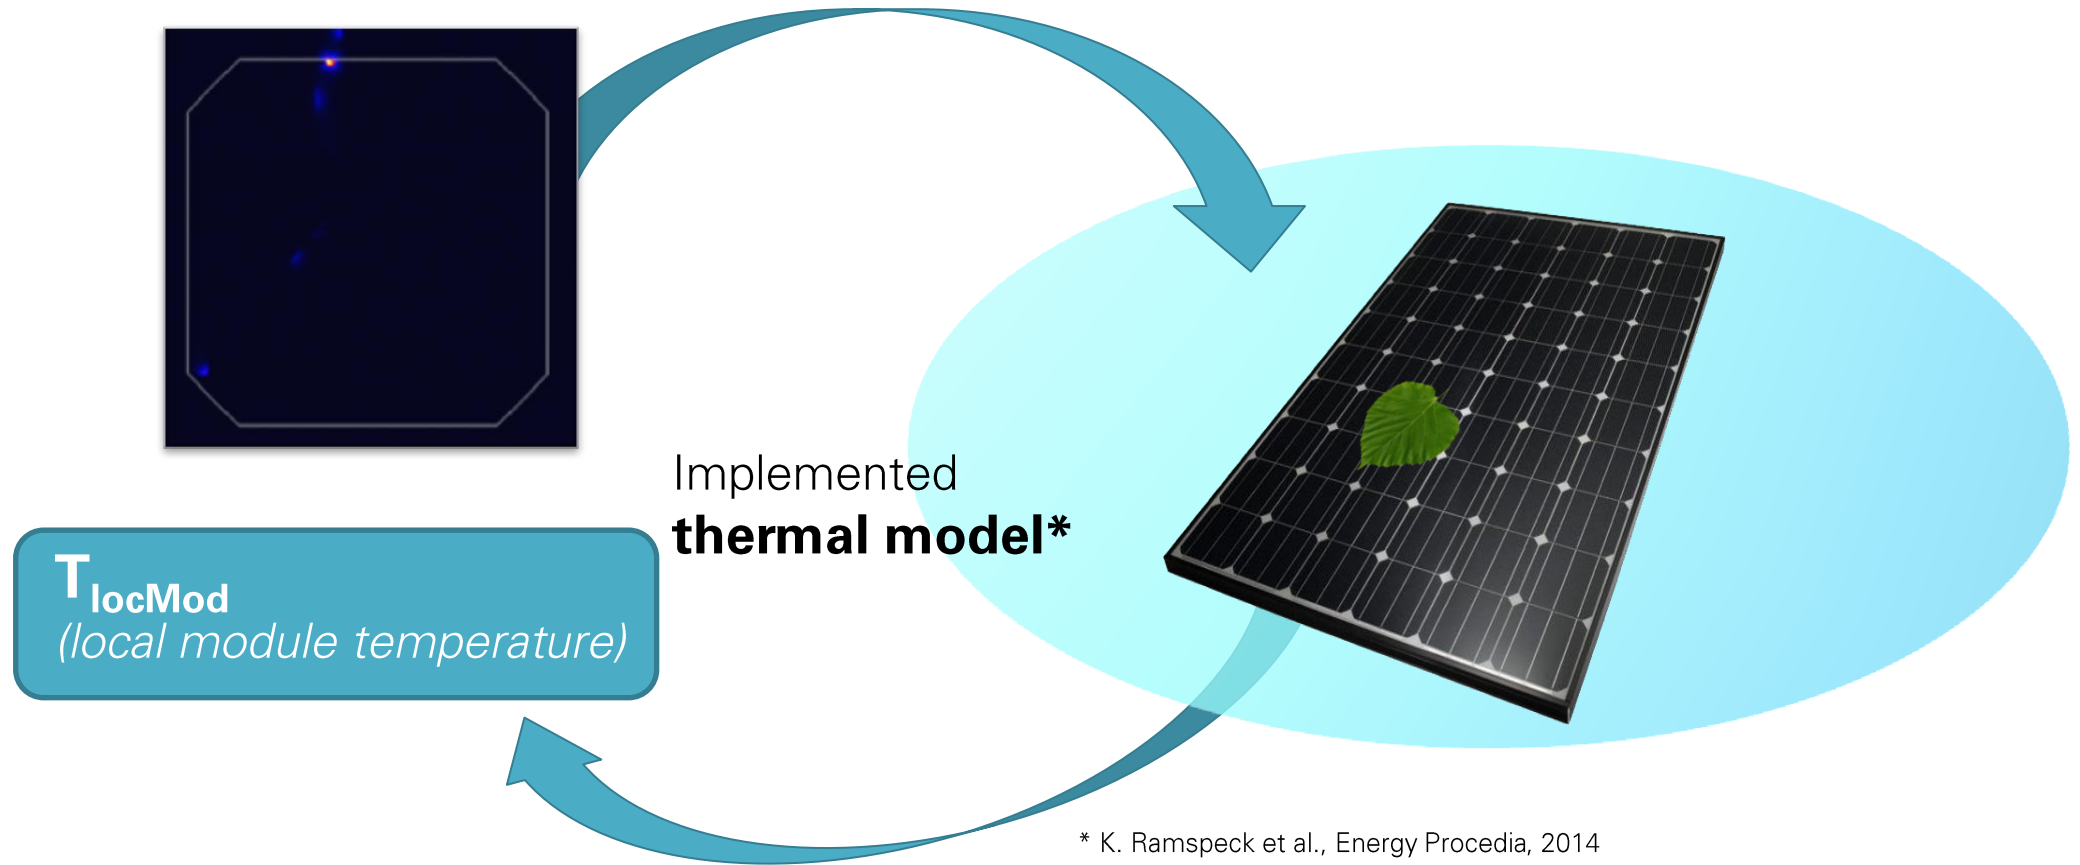 Implemented
thermal model*
TlocMod
(local module temperature)
* K. Ramspeck et al., Energy Procedia, 2014